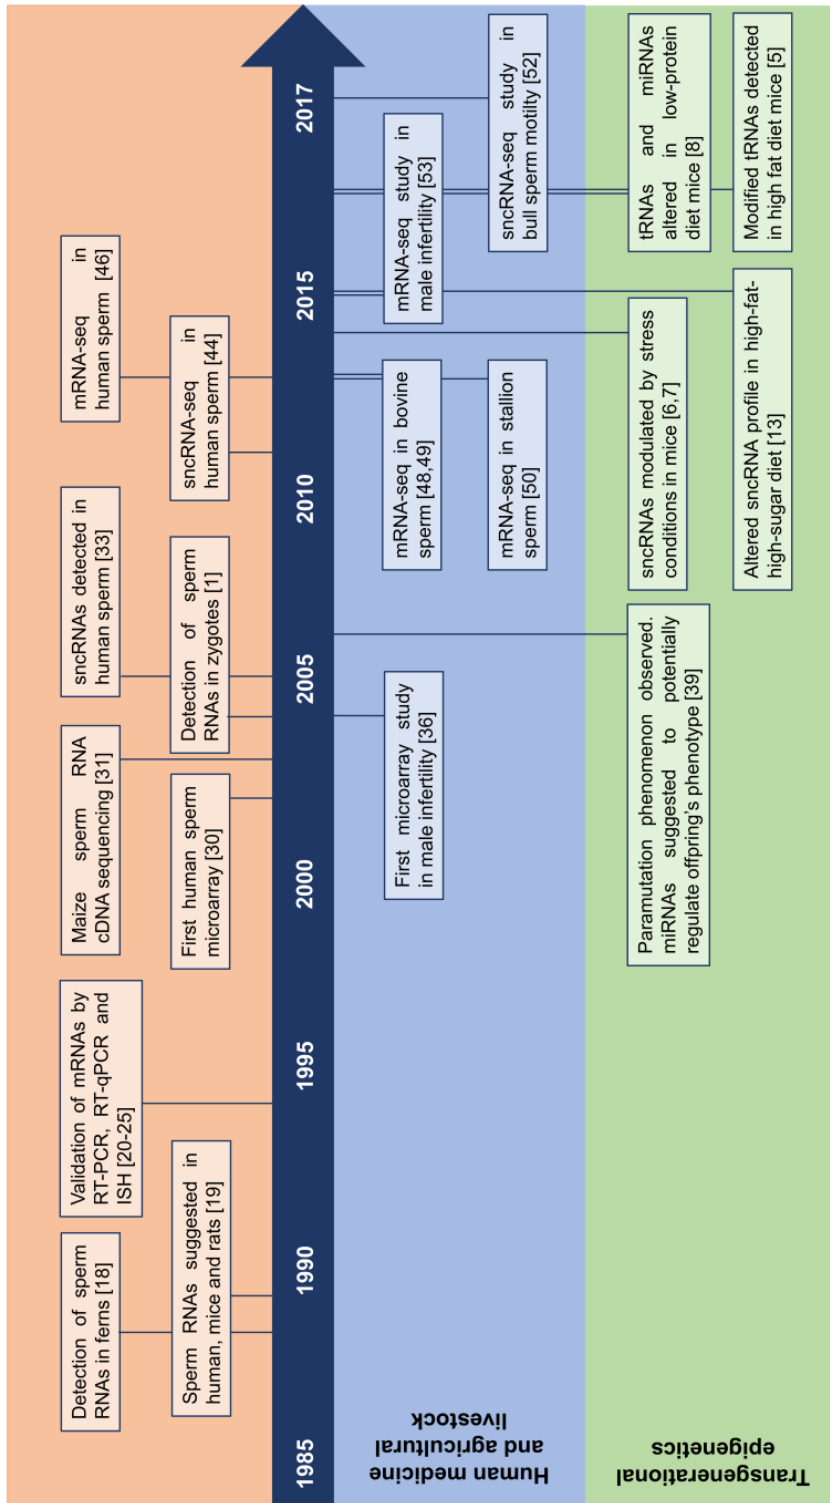 Detection of sperm
RNAs in ferns [18]
Sperm RNAs suggested in
human, mice and rats [19]
Validation of mRNAs by
RT-PCR, RT-qPCR and
ISH [20-25]
Maize sperm RNA
cDNA sequencing [31]
First human sperm
microarray [30]
sncRNAs detected in
human sperm [33]
Detection of sperm
RNAs in zygotes [1]
mRNA-seq in
human sperm [46]
sncRNA-seq in
human sperm [44]
1985
1990
1995
2000
2005
2010
2015
2017
Human medicine
and agricultural
livestock
First microarray study
in male infertility [36]
mRNA-seq in bovine
sperm [48,49]
mRNA-seq in stallion
sperm [50]
mRNA-seq study in
male infertility [53]
sncRNA-seq study in
bull sperm motilty [52]
Transgenerational
epigenetics
Paramutation phenomenon observed.
miRNAs suggested to potentially
regulate offpring's phenotype [39]
sncRNAs modulated by stress
conditions in mice [6,7]
Altered sncRNA profile in high-fat-
high-sugar diet [13]
tRNAs and miRNAs
altered in low-protein
diet mice [8]
Modified tRNAs detected
in high fat diet mice [5]